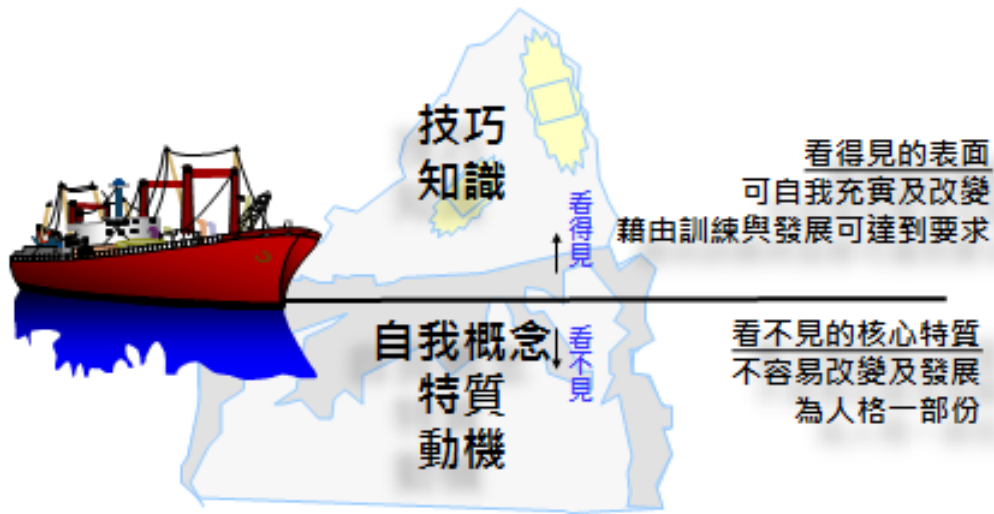 技巧
知識
看得見的表面
可自我充實及改變
藉由訓練與發展可達到要求
看得見
看不見
自我概念
特質
動機
看不見的核心特質
不容易改變及發展
為人格一部份